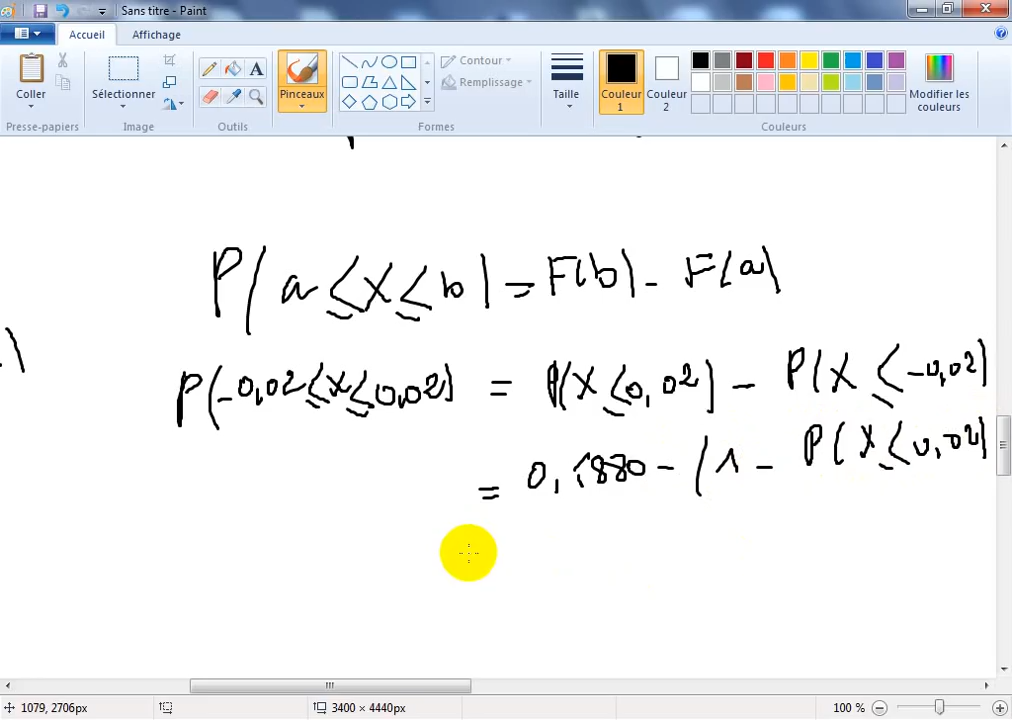 Sans titre - Paint
Accueil Affichage
Coller
Sélectionner
Pinceaux
Contour
Remplissage
Taille
Couleur 1
Couleur 2
Modifier les couleurs
Presse-papiers Image Outils Formes Couleurs
P(a ≤ X ≤ b) = F(b) - F(a)
P(-0,02 ≤ X ≤ 0,02) = P(X ≤ 0,02) - P(X ≤ -0,02)
= 0, 880 - (1 - P(X ≤ 0,02)
1079, 2706px 3400 × 4440px 100 %